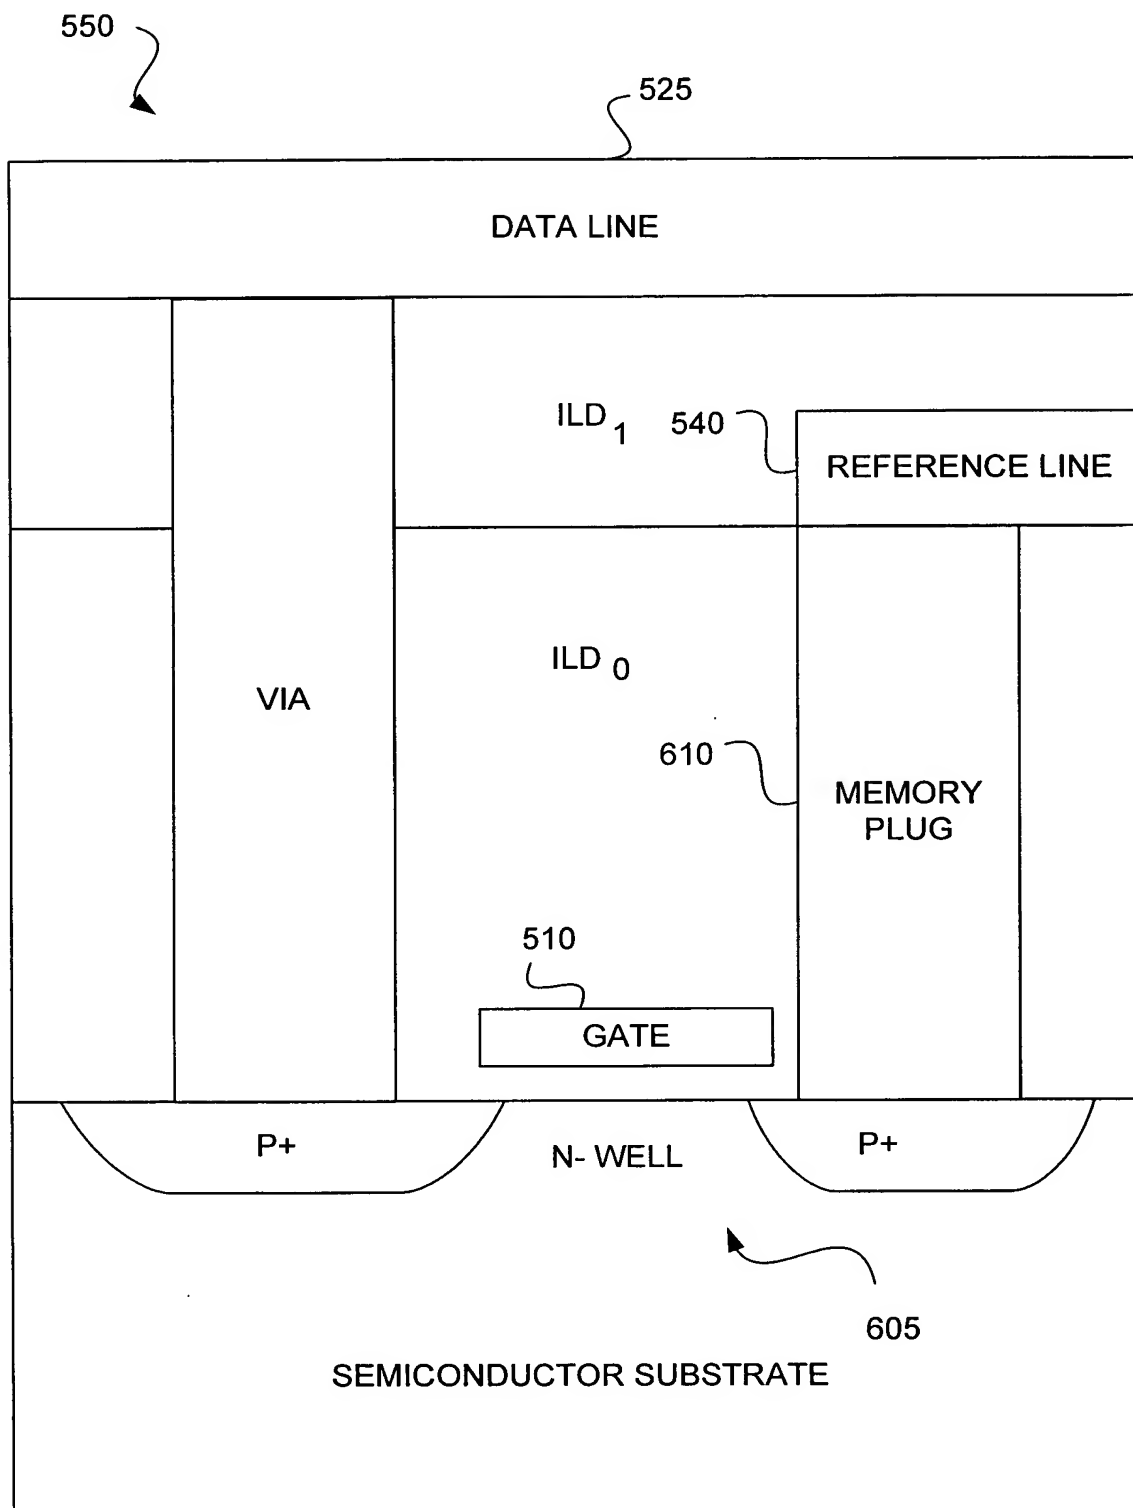 550
525
DATA LINE
ILD 1
540
REFERENCE LINE
ILD 0
VIA
610
MEMORY
PLUG
510
GATE
P+
N- WELL
P+
605
SEMICONDUCTOR SUBSTRATE